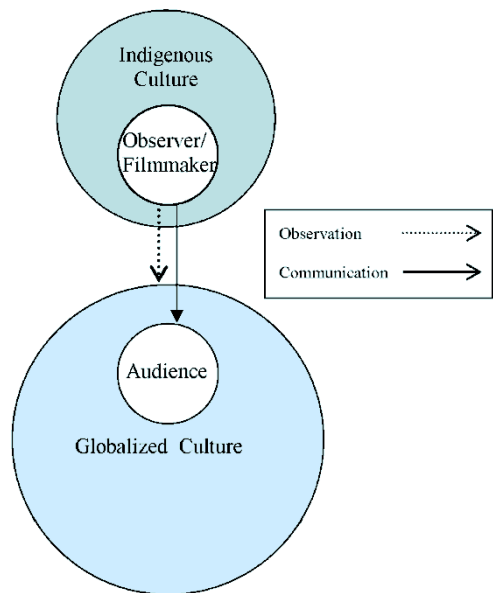 Indigenous
Culture
Observer/
Filmmaker
Observation
Communication
Audience
Globalized Culture